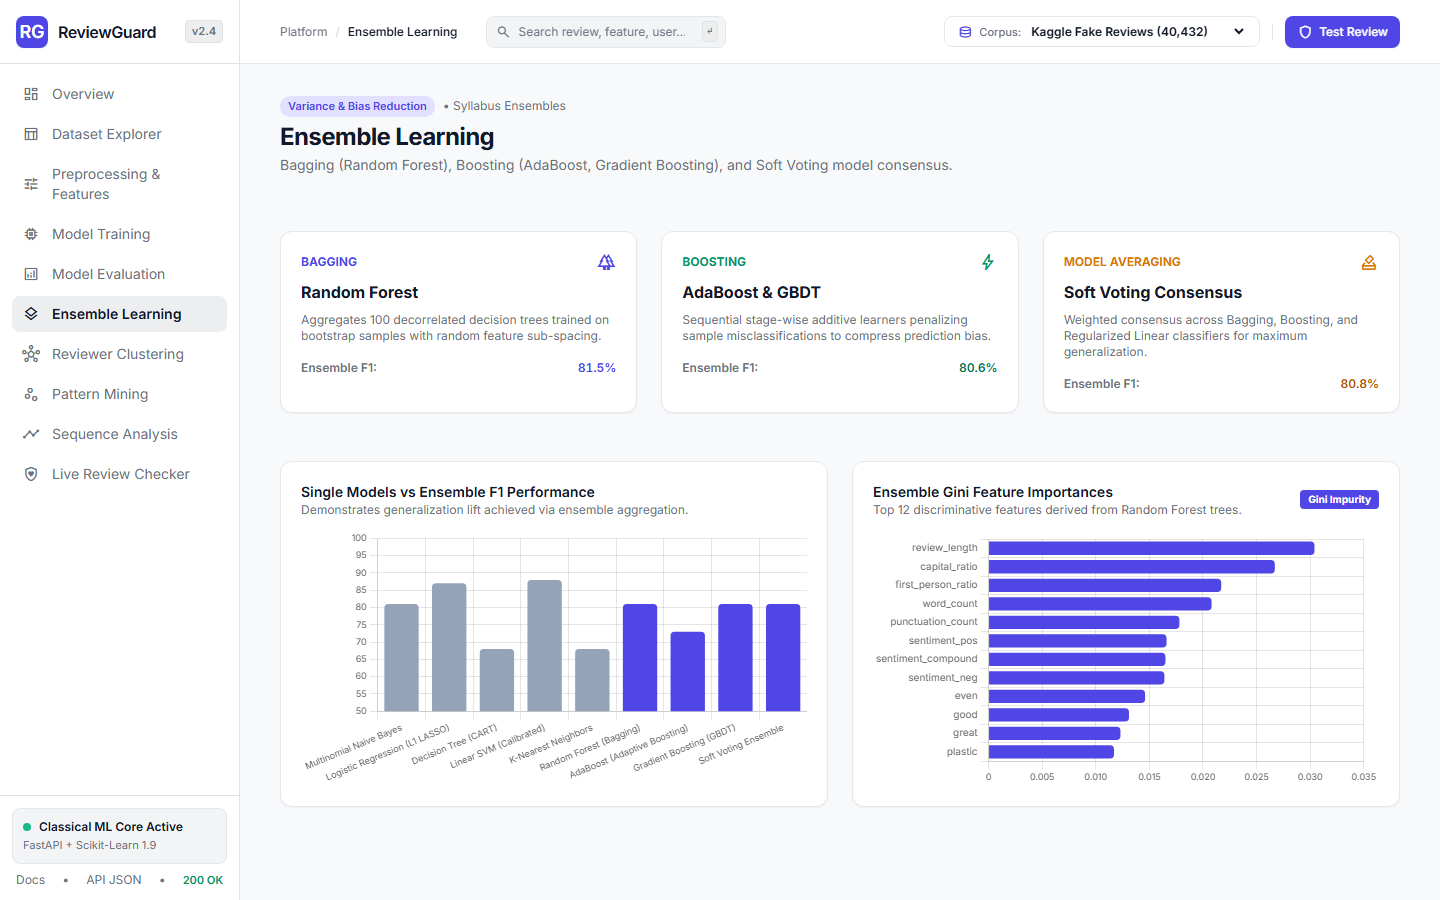 RG ReviewGuard v2.4
Platform / Ensemble Learning
Search review, feature, user...
Corpus: Kaggle Fake Reviews (40,432)
Test Review
Overview
Dataset Explorer
Preprocessing &
Features
Model Training
Model Evaluation
Ensemble Learning
Reviewer Clustering
Pattern Mining
Sequence Analysis
Live Review Checker
Classical ML Core Active
FastAPI + Scikit-Learn 1.9
Docs • API JSON • 200 OK
Variance & Bias Reduction • Syllabus Ensembles
Ensemble Learning
Bagging (Random Forest), Boosting (AdaBoost, Gradient Boosting), and Soft Voting model consensus.
BAGGING
Random Forest
Aggregates 100 decorrelated decision trees trained on
bootstrap samples with random feature sub-spacing.
Ensemble F1: 81.5%
BOOSTING
AdaBoost & GBDT
Sequential stage-wise additive learners penalizing
sample misclassifications to compress prediction bias.
Ensemble F1: 80.6%
MODEL AVERAGING
Soft Voting Consensus
Weighted consensus across Bagging, Boosting, and
Regularized Linear classifiers for maximum
generalization.
Ensemble F1: 80.8%
Single Models vs Ensemble F1 Performance
Demonstrates generalization lift achieved via ensemble aggregation.
100
95
90
85
80
75
70
65
60
55
50
Multinomial Naive Bayes
Logistic Regression (L1 LASSO)
Decision Tree (CART)
Linear SVM (Calibrated)
K-Nearest Neighbors
Random Forest (Bagging)
AdaBoost (Adaptive Boosting)
Gradient Boosting (GBDT)
Soft Voting Ensemble
Ensemble Gini Feature Importances
Top 12 discriminative features derived from Random Forest trees.
Gini Impurity
review_length
capital_ratio
first_person_ratio
word_count
punctuation_count
sentiment_pos
sentiment_compound
sentiment_neg
even
good
great
plastic
0 0.005 0.010 0.015 0.020 0.025 0.030 0.035